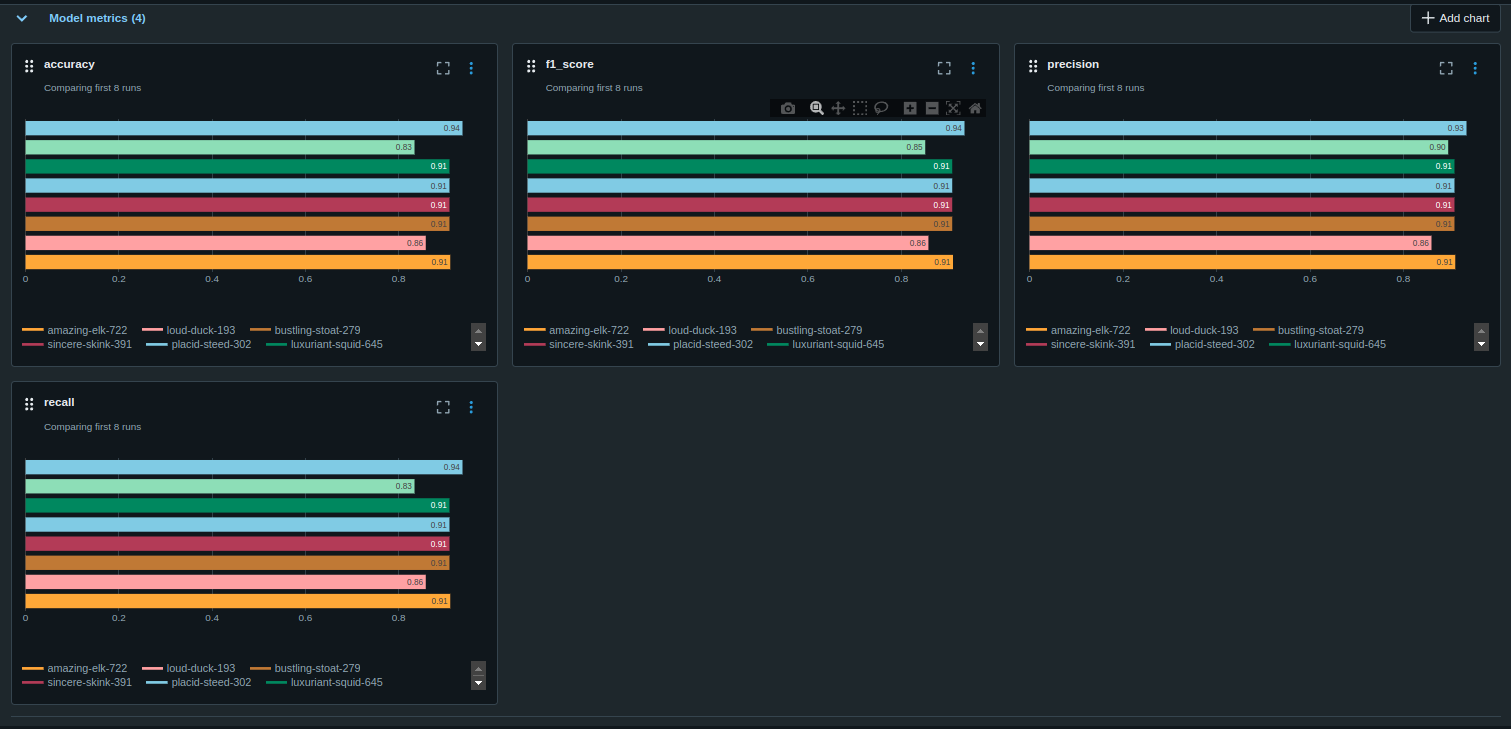 Model metrics (4)
Add chart
accuracy
Comparing first 8 runs
0.94
0.83
0.91
0.91
0.91
0.91
0.86
0.91
0 0.2 0.4 0.6 0.8
amazing-elk-722 loud-duck-193 bustling-stoat-279
sincere-skink-391 placid-steed-302 luxuriant-squid-645
f1_score
Comparing first 8 runs
0.94
0.85
0.91
0.91
0.91
0.91
0.86
0.91
0 0.2 0.4 0.6 0.8
amazing-elk-722 loud-duck-193 bustling-stoat-279
sincere-skink-391 placid-steed-302 luxuriant-squid-645
precision
Comparing first 8 runs
0.93
0.90
0.91
0.91
0.91
0.91
0.86
0.91
0 0.2 0.4 0.6 0.8
amazing-elk-722 loud-duck-193 bustling-stoat-279
sincere-skink-391 placid-steed-302 luxuriant-squid-645
recall
Comparing first 8 runs
0.94
0.83
0.91
0.91
0.91
0.91
0.86
0.91
0 0.2 0.4 0.6 0.8
amazing-elk-722 loud-duck-193 bustling-stoat-279
sincere-skink-391 placid-steed-302 luxuriant-squid-645